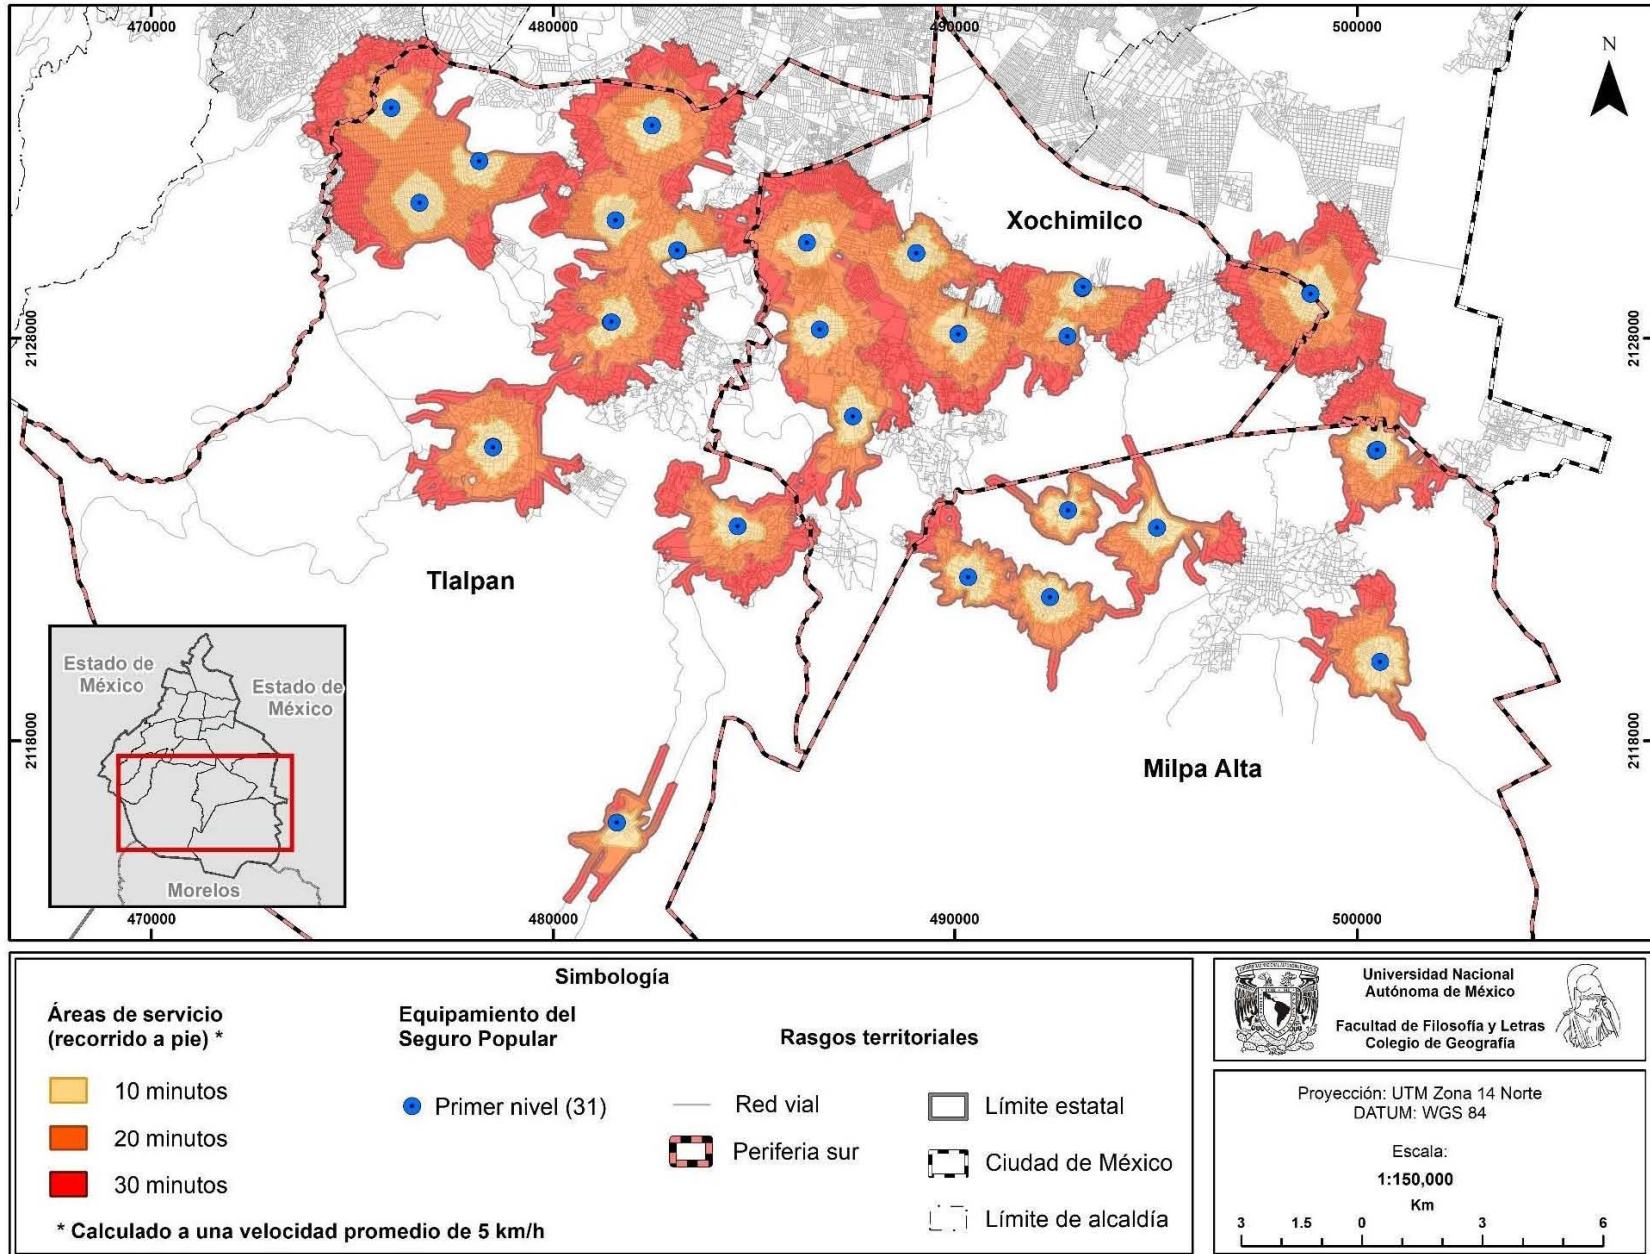 470000
480000
490000
500000
N
Xochimilco
2128000
2128000
Tlalpan
Estado de
México
Estado de
México
Morelos
2118000
2118000
Milpa Alta
470000
480000
490000
500000
Simbología
Áreas de servicio
(recorrido a pie) *
10 minutos
20 minutos
30 minutos
* Calculado a una velocidad promedio de 5 km/h
Equipamiento del
Seguro Popular
Primer nivel (31)
Rasgos territoriales
Red vial
Periferia sur
Límite estatal
Ciudad de México
Límite de alcaldía
Universidad Nacional
Autónoma de México
Facultad de Filosofía y Letras
Colegio de Geografía
Proyección: UTM Zona 14 Norte
DATUM: WGS 84
Escala:
1:150,000
Km
3 1.5 0 3 6